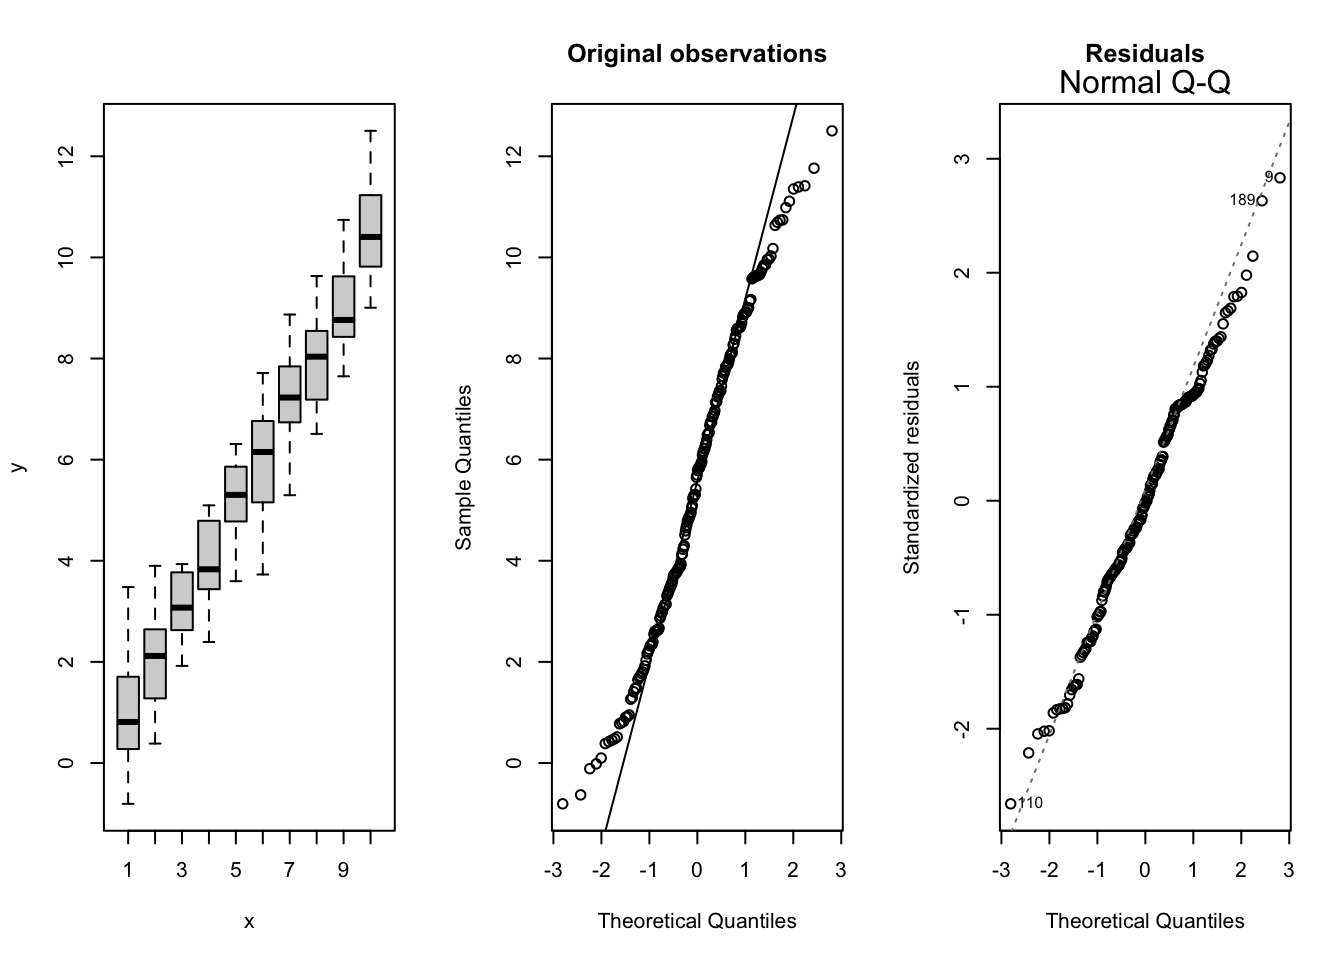 y
12
10
8
6
4
2
0
1 3 5 7 9
x
Original observations
Sample Quantiles
12
10
8
6
4
2
0
-3 -2 -1 0 1 2 3
Theoretical Quantiles
Residuals
Normal Q-Q
Standardized residuals
3
2
1
0
-1
-2
9
189
110
-3 -2 -1 0 1 2 3
Theoretical Quantiles